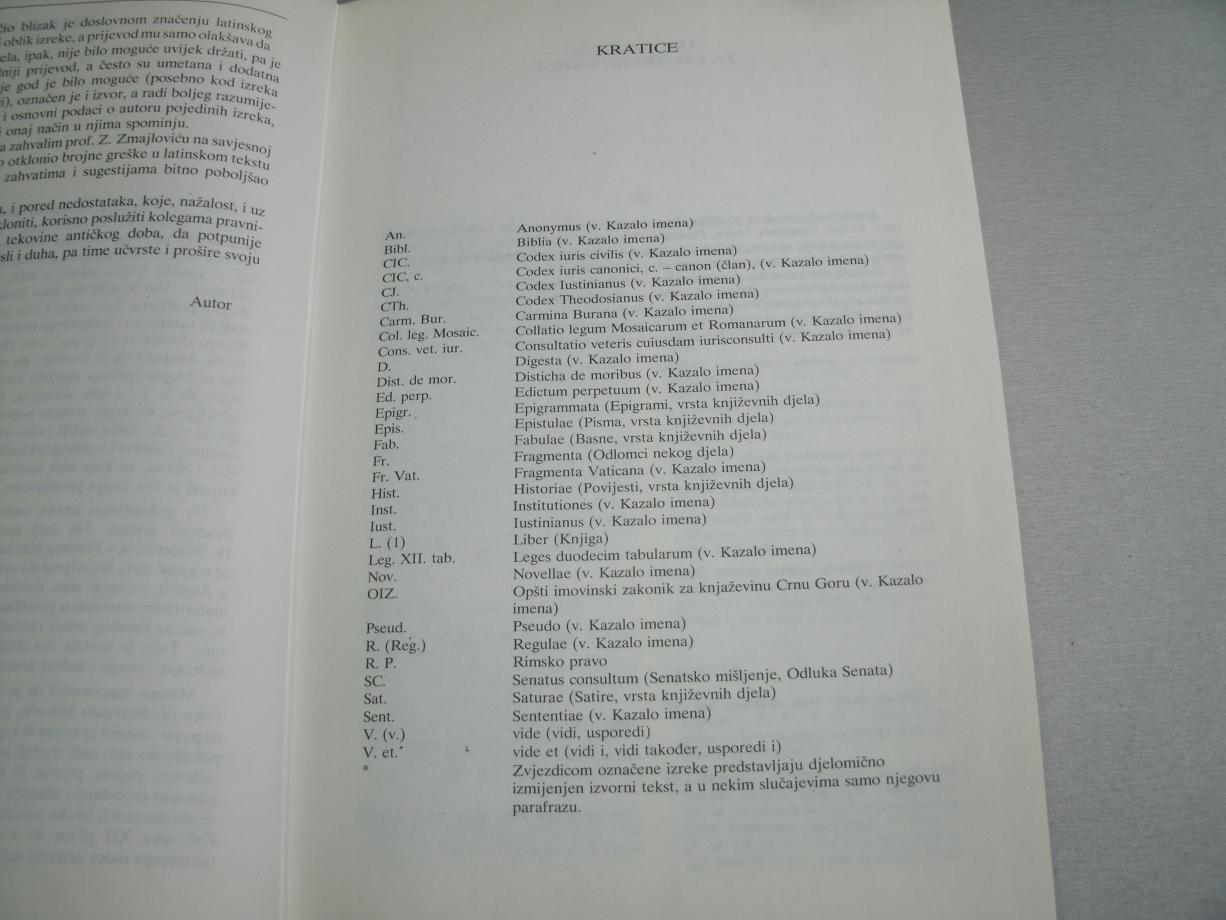 čio blizak je doslovnom značenju latinskog
oblik izreke, a prijevod mu samo olakšava da
ela, ipak, nije bilo moguće uvijek držati, pa je
niji prijevod, a često su umetana i dodatna
je god je bilo moguće (posebno kod izreka
označen je i izvor, a radi boljeg razumije-
i osnovni podaci o autoru pojedinih izreka,
onaj način u njima spominju.
a zahvalim prof. Z. Zmajloviću na savjesnoj
o otklonio brojne greške u latinskom tekstu
zahvatima i sugestijama bitno poboljšao
i pored nedostataka, koje, nažalost, i uz
kloniti, korisno poslužiti kolegama pravni-
tekovine antičkog doba, da potpunije
sli i duha, pa time učvrste i prošire svoju
Autor
KRATICE
An. Anonymus (v. Kazalo imena)
Bibl. Biblia (v. Kazalo imena)
CIC. Codex iuris civilis (v. Kazalo imena)
CIC, c. Codex iuris canonici, c. – canon (član), (v. Kazalo imena)
CJ. Codex Iustinianus (v. Kazalo imena)
CTh. Codex Theodosianus (v. Kazalo imena)
Carm. Bur. Carmina Burana (v. Kazalo imena)
Col. leg. Mosaic. Collatio legum Mosaicarum et Romanarum (v. Kazalo imena)
Cons. vet. iur. Consultatio veteris cuiusdam iurisconsulti (v. Kazalo imena)
D. Digesta (v. Kazalo imena)
Dist. de mor. Disticha de moribus (v. Kazalo imena)
Ed. perp. Edictum perpetuum (v. Kazalo imena)
Epigr. Epigrammata (Epigrami, vrsta književnih djela)
Epis. Epistulae (Pisma, vrsta književnih djela)
Fab. Fabulae (Basne, vrsta književnih djela)
Fr. Fragmenta (Odlomci nekog djela)
Fr. Vat. Fragmenta Vaticana (v. Kazalo imena)
Hist. Historiae (Povijesti, vrsta književnih djela)
Inst. Institutiones (v. Kazalo imena)
Iust. Iustinianus (v. Kazalo imena)
L. (1) Liber (Knjiga)
Leg. XII. tab. Leges duodecim tabularum (v. Kazalo imena)
Nov. Novellae (v. Kazalo imena)
OIZ. Opšti imovinski zakonik za knjaževinu Crnu Goru (v. Kazalo
imena)
Pseud. Pseudo (v. Kazalo imena)
R. (Reg.) Regulae (v. Kazalo imena)
R. P. Rimsko pravo
SC. Senatus consultum (Senatsko mišljenje, Odluka Senata)
Sat. Saturae (Satire, vrsta književnih djela)
Sent. Sententiae (v. Kazalo imena)
V. (v.) vide (vidi, usporedi)
V. et. vide et (vidi i, vidi također, usporedi i)
* Zvjezdicom označene izreke predstavljaju djelomično
izmijenjen izvorni tekst, a u nekim slučajevima samo njegovu
parafrazu.